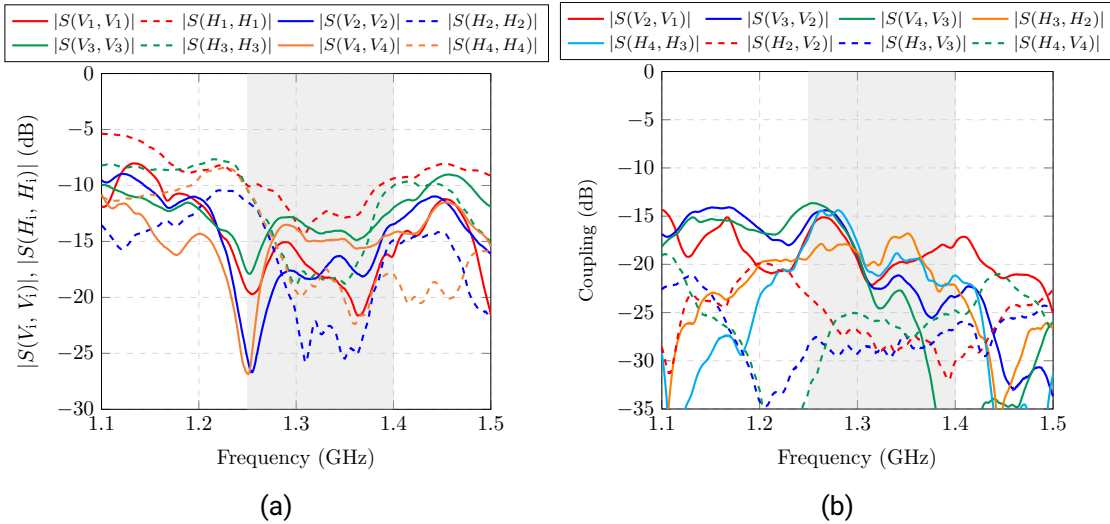 |S(V₁, V₁)| |S(H₁, H₁)| |S(V₂, V₂)| |S(H₂, H₂)|
|S(V₃, V₃)| |S(H₃, H₃)| |S(V₄, V₄)| |S(H₄, H₄)|
0
−5
−10
−15
−20
−25
−30
|S(Vᵢ, Vᵢ)|, |S(Hᵢ, Hᵢ)| (dB)
1.1 1.2 1.3 1.4 1.5
Frequency (GHz)
(a)
|S(V₂, V₁)| |S(V₃, V₂)| |S(V₄, V₃)| |S(H₃, H₂)|
|S(H₄, H₃)| |S(H₂, V₂)| |S(H₃, V₃)| |S(H₄, V₄)|
0
−5
−10
−15
−20
−25
−30
−35
Coupling (dB)
1.1 1.2 1.3 1.4 1.5
Frequency (GHz)
(b)